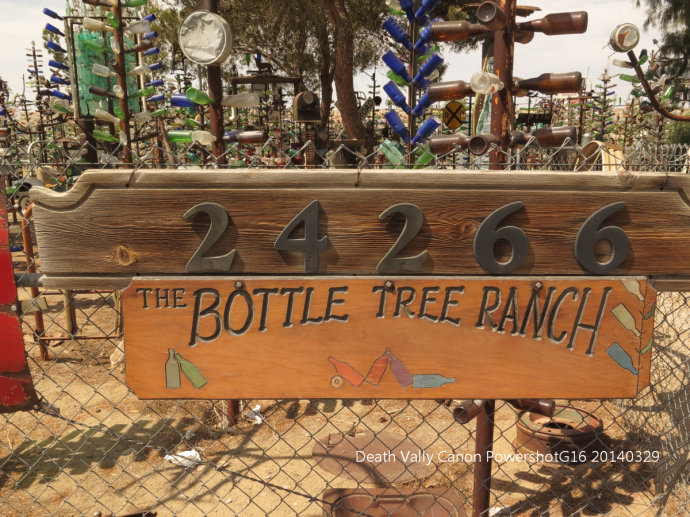 24266
THE BOTTLE TREE RANCH
Death Vally Canon PowershotG16 20140329